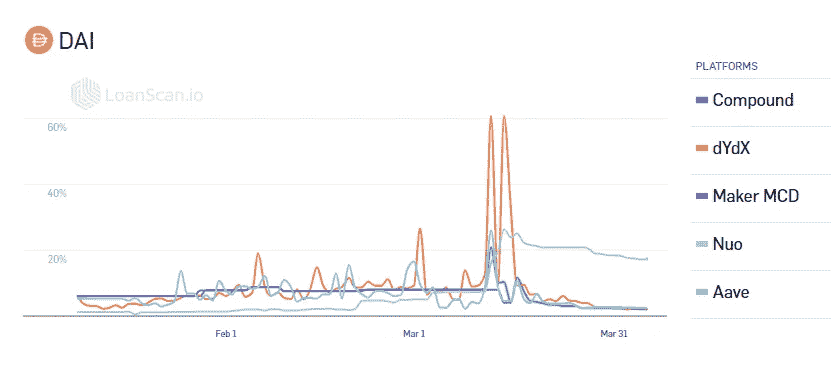 DAI
PLATFORMS
LoanScan.io
Compound
60%
dYdX
40%
Maker MCD
20%
Nuo
Aave
Feb 1
Mar 1
Mar 31